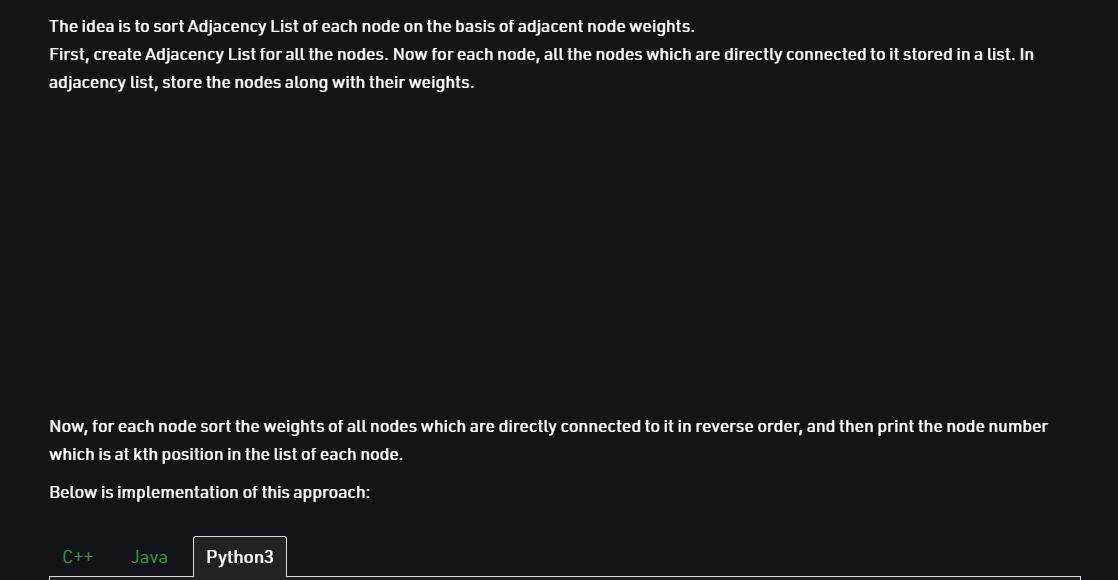 The idea is to sort Adjacency List of each node on the basis of adjacent node weights.
First, create Adjacency List for all the nodes. Now for each node, all the nodes which are directly connected to it stored in a list. In
adjacency list, store the nodes along with their weights.
Now, for each node sort the weights of all nodes which are directly connected to it in reverse order, and then print the node number
which is at kth position in the list of each node.
Below is implementation of this approach:
C++ Java Python3